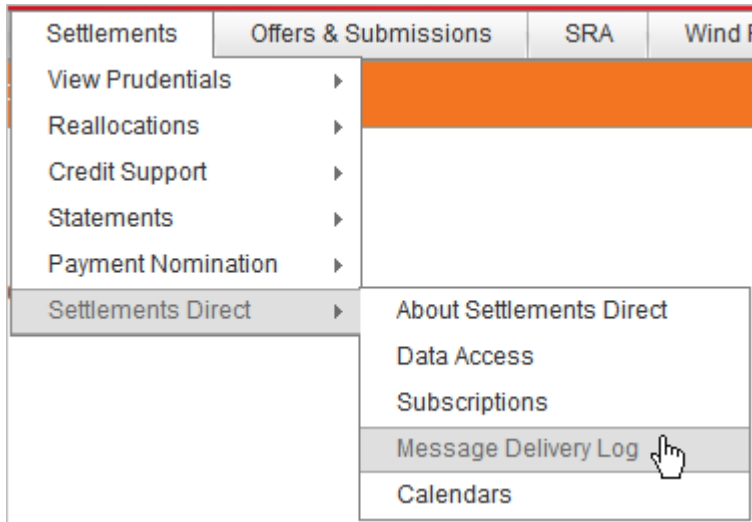 Settlements Offers & Submissions SRA Wind
View Prudentials
Reallocations
Credit Support
Statements
Payment Nomination
Settlements Direct
About Settlements Direct
Data Access
Subscriptions
Message Delivery Log
Calendars